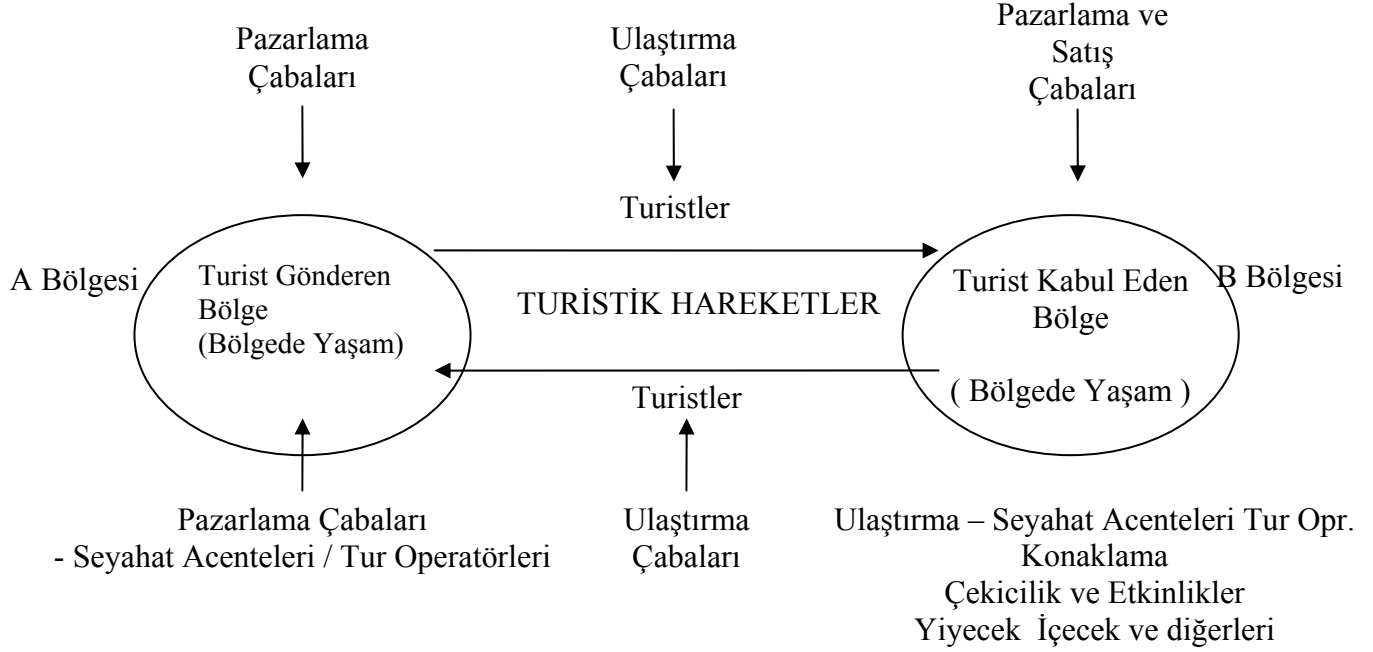 Pazarlama
Çabaları
Ulaştırma
Çabaları
Pazarlama ve
Satış
Çabaları
Turistler
A Bölgesi
Turist Gönderen
Bölge
(Bölgede Yaşam)
TURİSTİK HAREKETLER
Turist Kabul Eden
Bölge
( Bölgede Yaşam )
B Bölgesi
Turistler
Pazarlama Çabaları
- Seyahat Acenteleri / Tur Operatörleri
Ulaştırma
Çabaları
Ulaştırma – Seyahat Acenteleri Tur Opr.
Konaklama
Çekicilik ve Etkinlikler
Yiyecek İçecek ve diğerleri